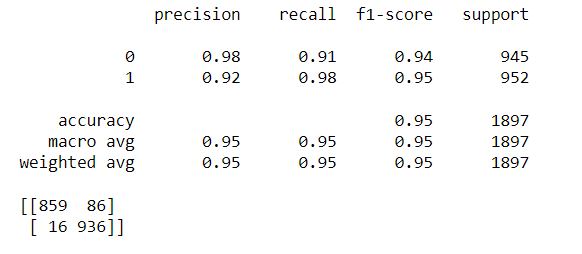 precision recall f1-score support
0 0.98 0.91 0.94 945
1 0.92 0.98 0.95 952
accuracy 0.95 1897
macro avg 0.95 0.95 0.95 1897
weighted avg 0.95 0.95 0.95 1897
[[859 86]
[ 16 936]]